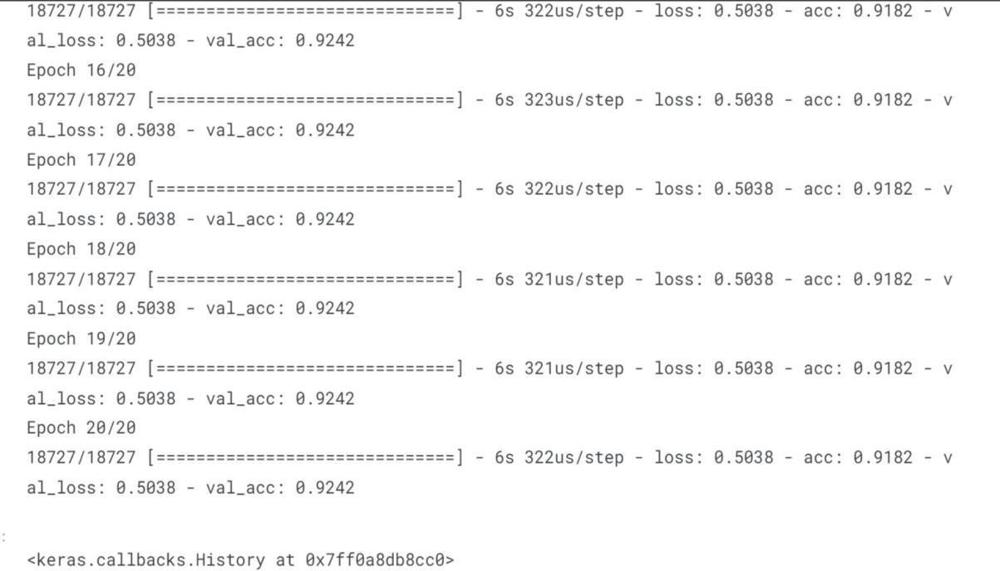 18727/18727 [==============================] - 6s 322us/step - loss: 0.5038 - acc: 0.9182 - v
al_loss: 0.5038 - val_acc: 0.9242
Epoch 16/20
18727/18727 [==============================] - 6s 323us/step - loss: 0.5038 - acc: 0.9182 - v
al_loss: 0.5038 - val_acc: 0.9242
Epoch 17/20
18727/18727 [==============================] - 6s 322us/step - loss: 0.5038 - acc: 0.9182 - v
al_loss: 0.5038 - val_acc: 0.9242
Epoch 18/20
18727/18727 [==============================] - 6s 321us/step - loss: 0.5038 - acc: 0.9182 - v
al_loss: 0.5038 - val_acc: 0.9242
Epoch 19/20
18727/18727 [==============================] - 6s 321us/step - loss: 0.5038 - acc: 0.9182 - v
al_loss: 0.5038 - val_acc: 0.9242
Epoch 20/20
18727/18727 [==============================] - 6s 322us/step - loss: 0.5038 - acc: 0.9182 - v
al_loss: 0.5038 - val_acc: 0.9242
:
<keras.callbacks.History at 0x7ff0a8db8cc0>